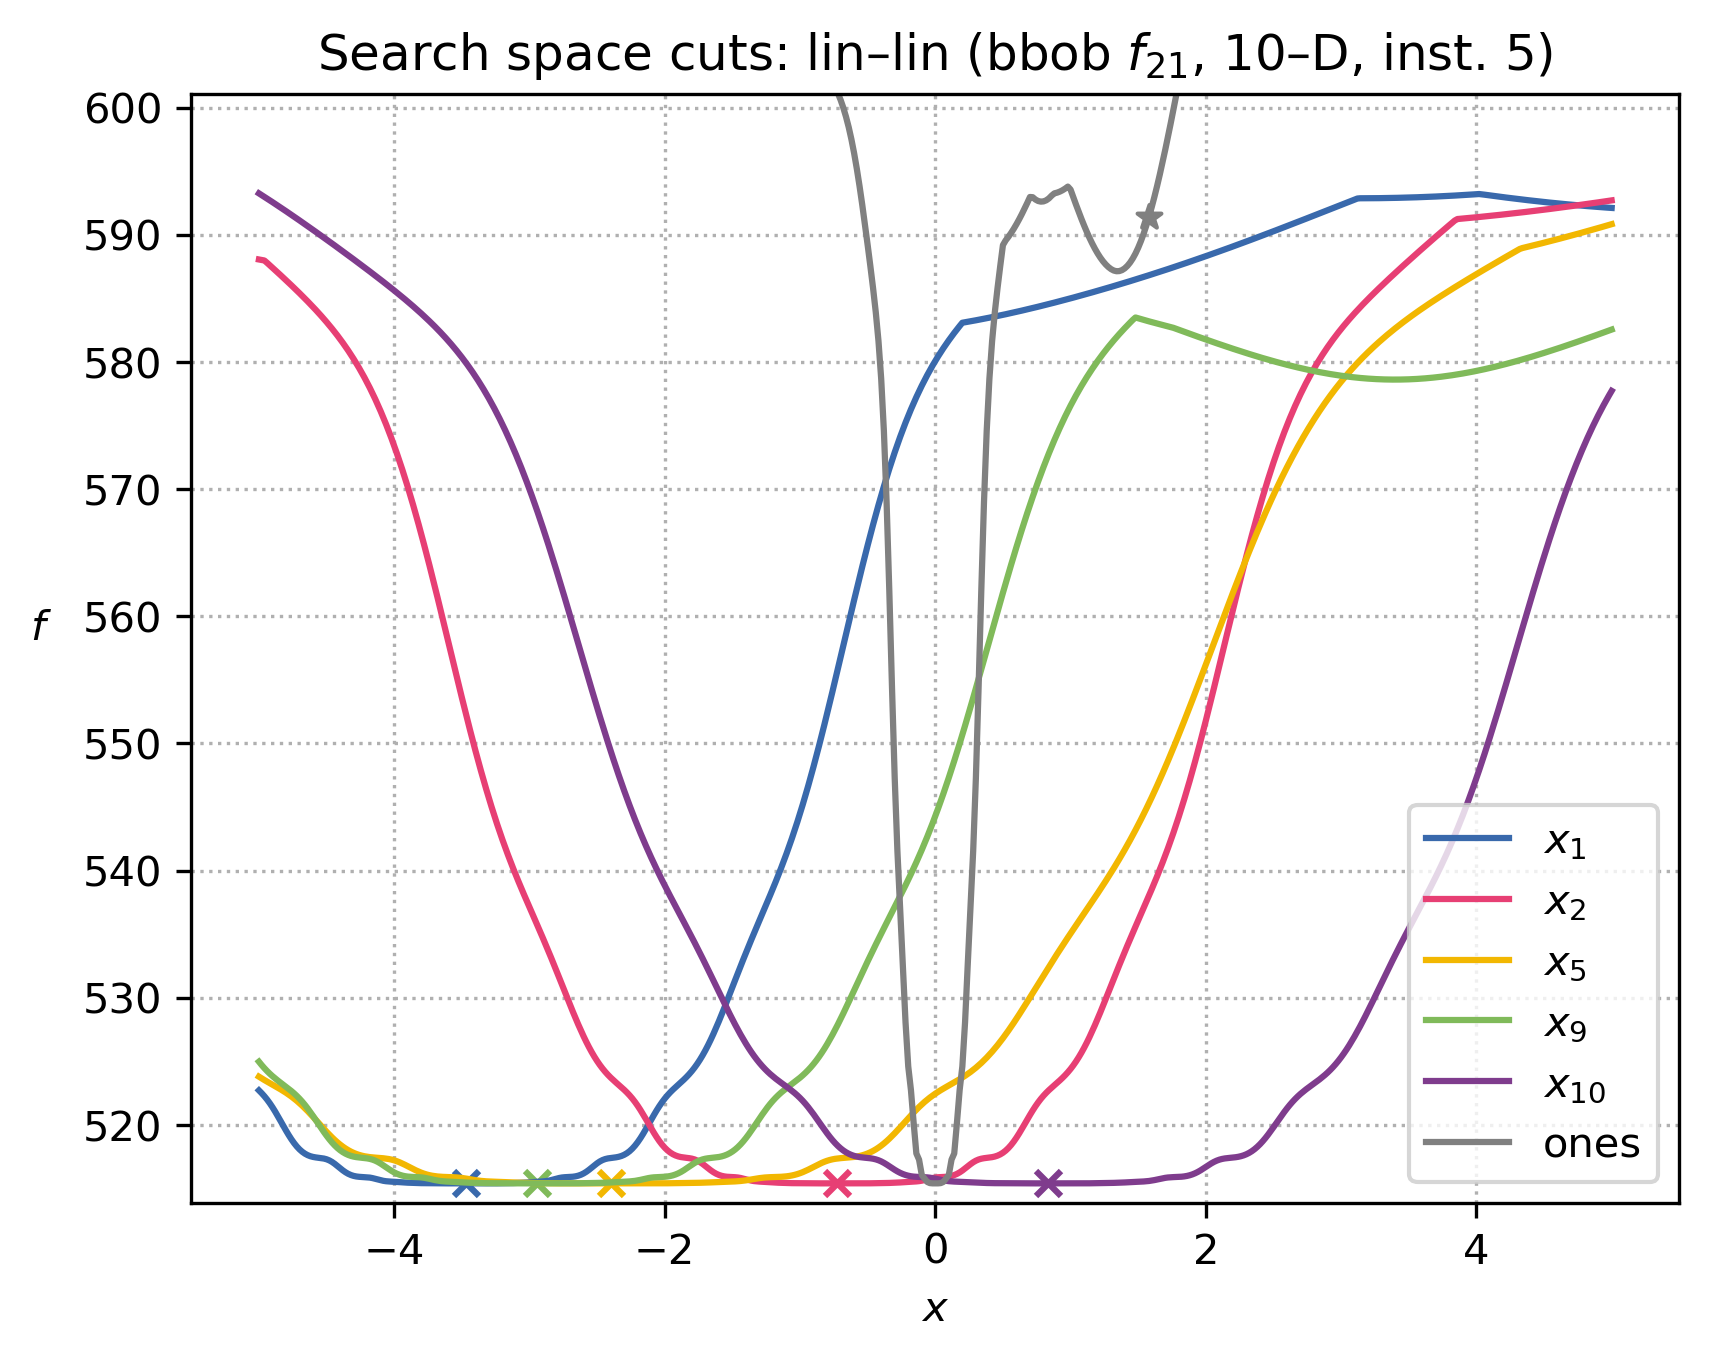 Search space cuts: lin–lin (bbob f₂₁, 10–D, inst. 5)
600
590
580
570
560
550
540
530
520
f
−4
−2
0
2
4
x
x₁
x₂
x₅
x₉
x₁₀
ones